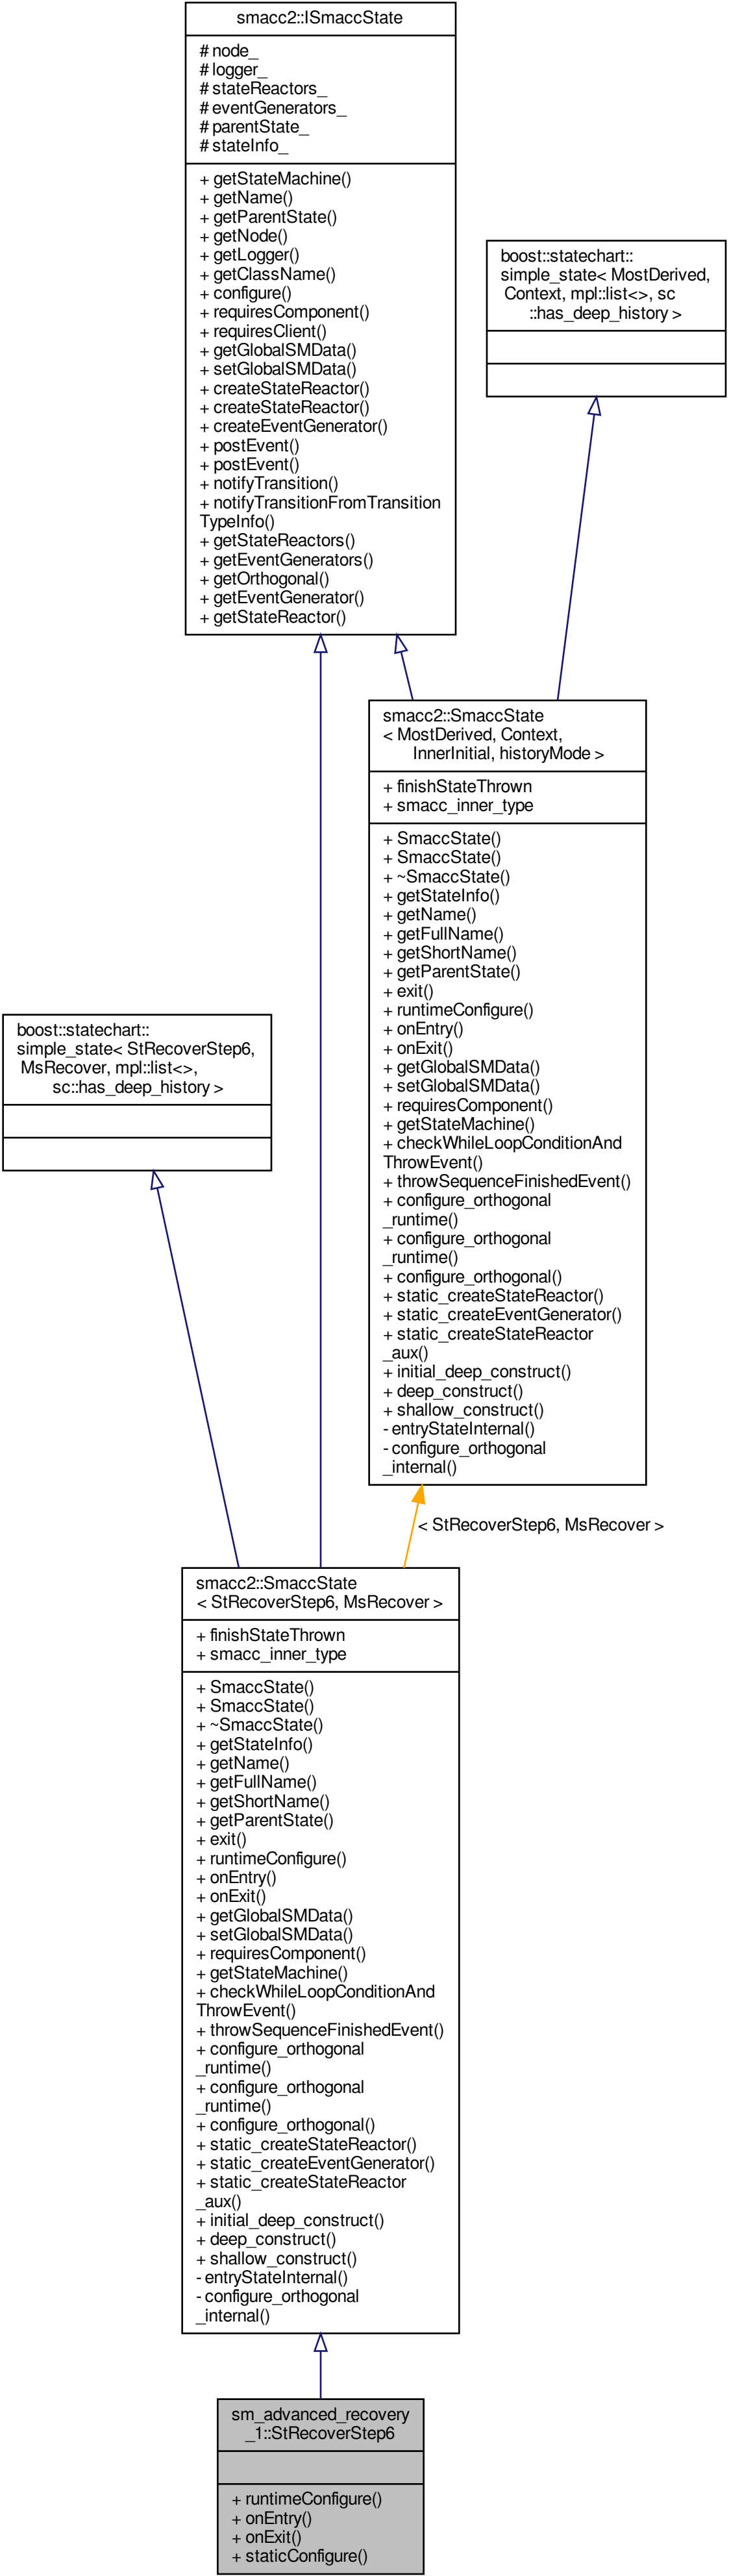 smacc2::ISmaccState
# node_
# logger_
# stateReactors_
# eventGenerators_
# parentState_
# stateInfo_
+ getStateMachine()
+ getName()
+ getParentState()
+ getNode()
+ getLogger()
+ getClassName()
+ configure()
+ requiresComponent()
+ requiresClient()
+ getGlobalSMData()
+ setGlobalSMData()
+ createStateReactor()
+ createStateReactor()
+ createEventGenerator()
+ postEvent()
+ postEvent()
+ notifyTransition()
+ notifyTransitionFromTransition
TypeInfo()
+ getStateReactors()
+ getEventGenerators()
+ getOrthogonal()
+ getEventGenerator()
+ getStateReactor()
boost::statechart::
simple_state< MostDerived,
Context, mpl::list<>, sc
::has_deep_history >
smacc2::SmaccState
< MostDerived, Context,
InnerInitial, historyMode >
+ finishStateThrown
+ smacc_inner_type
+ SmaccState()
+ SmaccState()
+ ~SmaccState()
+ getStateInfo()
+ getName()
+ getFullName()
+ getShortName()
+ getParentState()
+ exit()
+ runtimeConfigure()
+ onEntry()
+ onExit()
+ getGlobalSMData()
+ setGlobalSMData()
+ requiresComponent()
+ getStateMachine()
+ checkWhileLoopConditionAnd
ThrowEvent()
+ throwSequenceFinishedEvent()
+ configure_orthogonal
_runtime()
+ configure_orthogonal
_runtime()
+ configure_orthogonal()
+ static_createStateReactor()
+ static_createEventGenerator()
+ static_createStateReactor
_aux()
+ initial_deep_construct()
+ deep_construct()
+ shallow_construct()
- entryStateInternal()
- configure_orthogonal
_internal()
boost::statechart::
simple_state< StRecoverStep6,
MsRecover, mpl::list<>,
sc::has_deep_history >
< StRecoverStep6, MsRecover >
smacc2::SmaccState
< StRecoverStep6, MsRecover >
+ finishStateThrown
+ smacc_inner_type
+ SmaccState()
+ SmaccState()
+ ~SmaccState()
+ getStateInfo()
+ getName()
+ getFullName()
+ getShortName()
+ getParentState()
+ exit()
+ runtimeConfigure()
+ onEntry()
+ onExit()
+ getGlobalSMData()
+ setGlobalSMData()
+ requiresComponent()
+ getStateMachine()
+ checkWhileLoopConditionAnd
ThrowEvent()
+ throwSequenceFinishedEvent()
+ configure_orthogonal
_runtime()
+ configure_orthogonal
_runtime()
+ configure_orthogonal()
+ static_createStateReactor()
+ static_createEventGenerator()
+ static_createStateReactor
_aux()
+ initial_deep_construct()
+ deep_construct()
+ shallow_construct()
- entryStateInternal()
- configure_orthogonal
_internal()
sm_advanced_recovery
_1::StRecoverStep6
+ runtimeConfigure()
+ onEntry()
+ onExit()
+ staticConfigure()